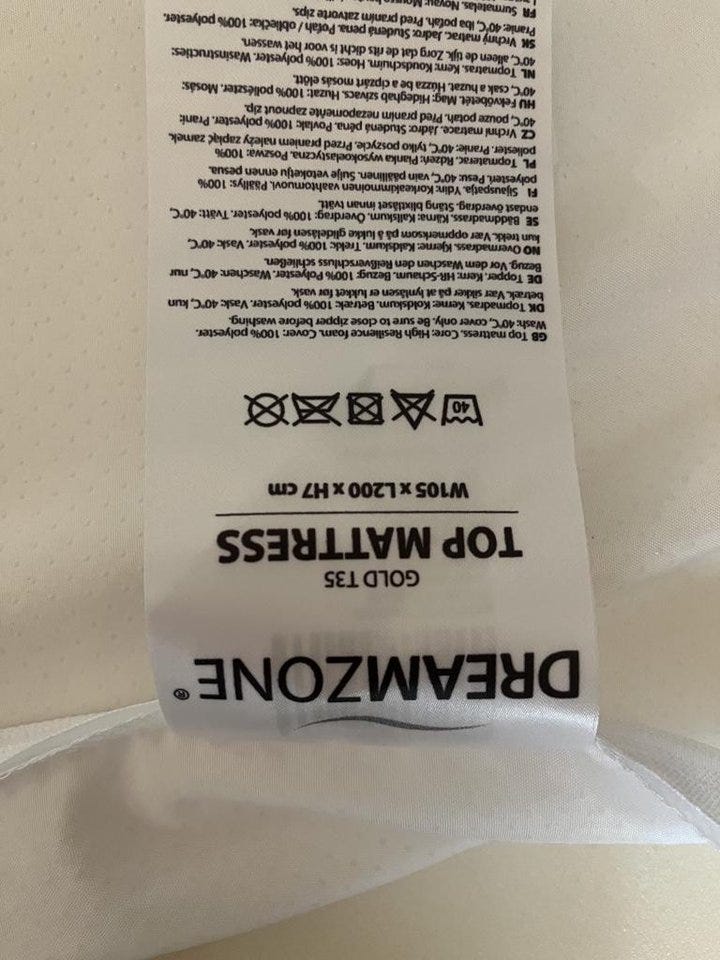 DREAMZONE®
GOLD T35
TOP MATTRESS
W105 x L200 x H7 cm
40
GB Top mattress. Core: High Resilience foam. Cover: 100% polyester.
Wash: 40°C, cover only. Be sure to close zipper before washing.
DK Topmadras. Kerne: Koldskum. Betræk: 100% polyester. Vask: 40°C, kun
betræk. Vær sikker på at lynlåsen er lukket før vask.
DE Topper. Kern: HR-Schaum. Bezug: 100% Polyester. Waschen: 40°C, nur
Bezug. Vor dem Waschen den Reißverschluss schließen.
NO Overmadrass. Kjerne: Kaldskum. Trekk: 100% polyester. Vask: 40°C,
kun trekk. Vær oppmerksom på å lukke glidelåsen før vask.
SE Bäddmadrass. Kärna: Kallskum. Överdrag: 100% polyester. Tvätt: 40°C,
endast överdrag. Stäng blixtlåset innan tvätt.
FI Sijauspatja. Ydin: Korkeakimmoinen vaahtomuovi. Päällys: 100%
polyesteri. Pesu: 40°C, vain päällinen. Sulje vetoketju ennen pesua.
PL Topmaterac. Rdzeń: Pianka wysokoelastyczna. Poszwa: 100%
poliester. Pranie: 40°C, tylko poszycie. Przed praniem należy zapiąć zamek.
CZ Vrchní matrace. Jádro: Studená pěna. Povlak: 100% polyester. Praní:
40°C, pouze potah. Před praním nezapomeňte zapnout zip.
HU Fekvőbetét. Mag: Hideghab szivacs. Huzat: 100% poliészter. Mosás:
40°C, csak a huzat. Húzza be a cipzárt mosás előtt.
NL Topmatras. Kern: Koudschuim. Hoes: 100% polyester. Wasinstructies:
40°C, alleen de tijk. Zorg dat de rits dicht is voor het wassen.
SK Vrchný matrac. Jadro: Studená pena. Poťah / obliečka: 100% polyester.
Pranie: 40°C, iba poťah. Pred praním zatvorte zips.
FR Surmatelas. Noyau: Mousse